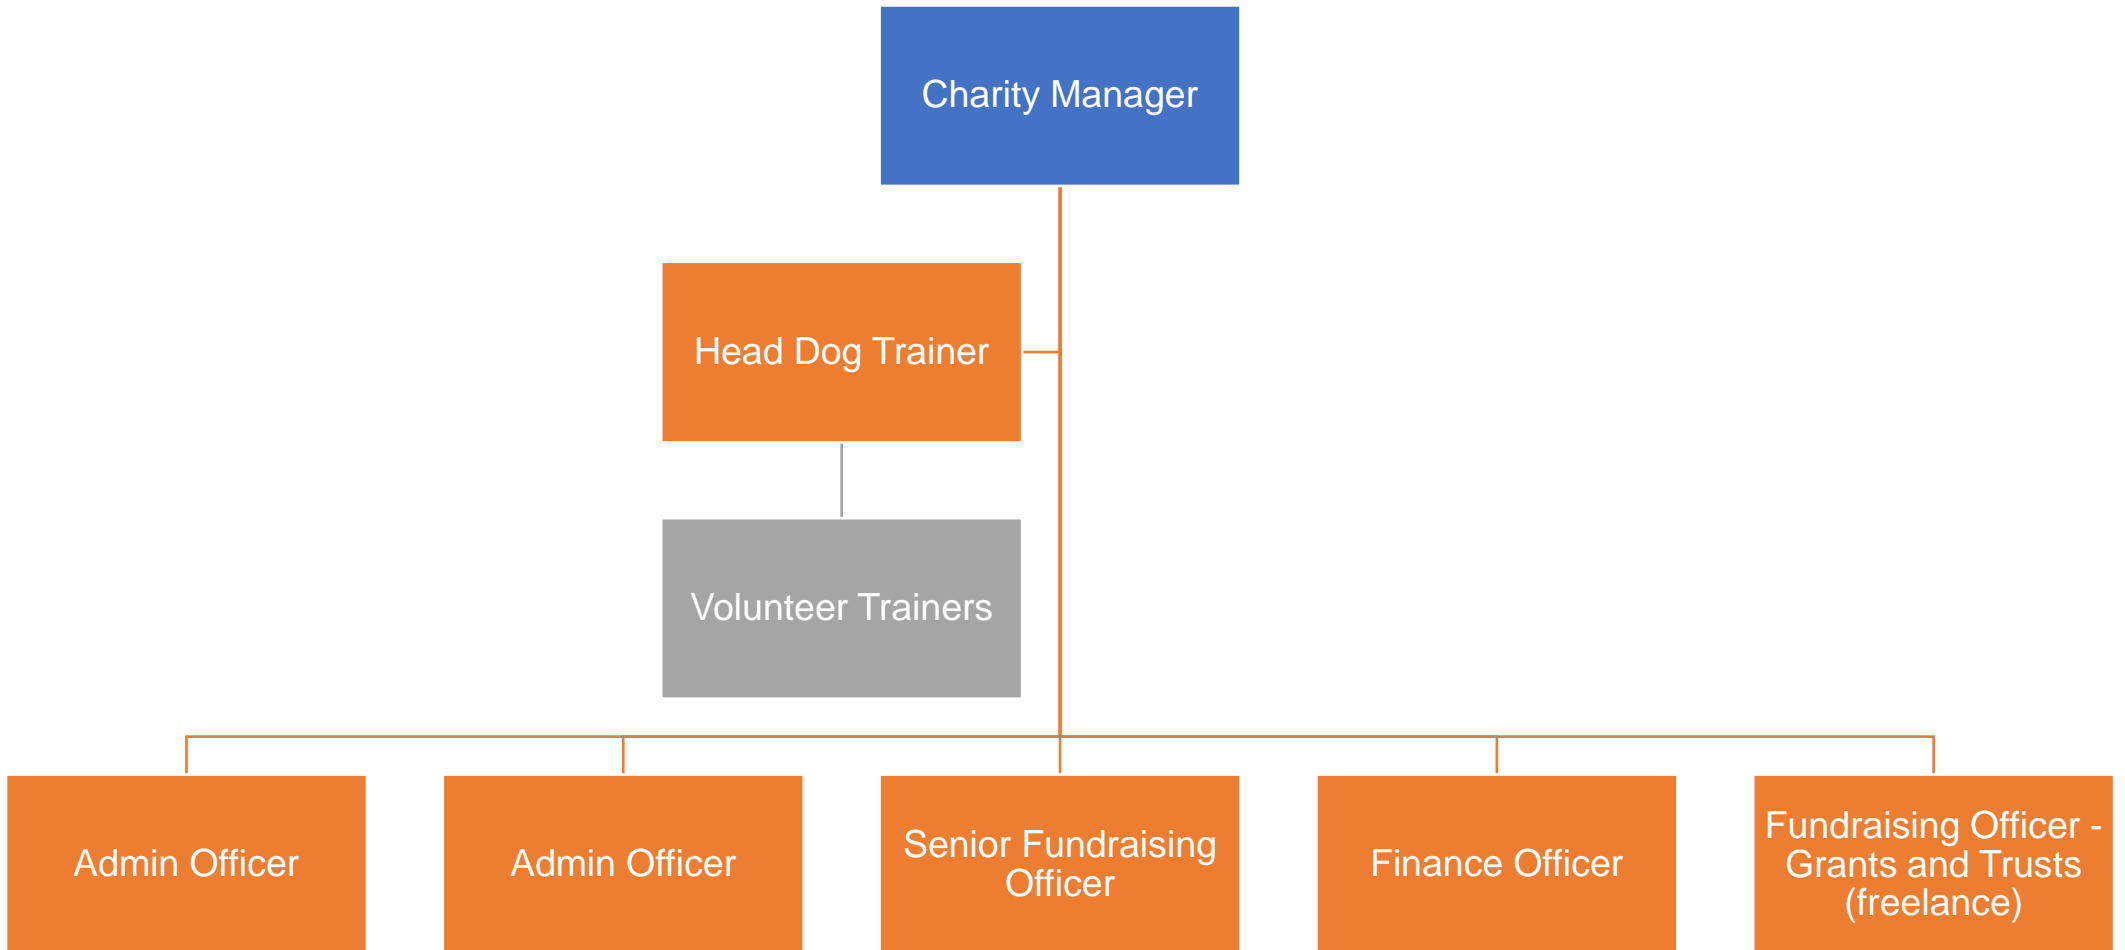 Charity Manager
Head Dog Trainer
Volunteer Trainers
Admin Officer
Admin Officer
Senior Fundraising
Officer
Finance Officer
Fundraising Officer -
Grants and Trusts
(freelance)